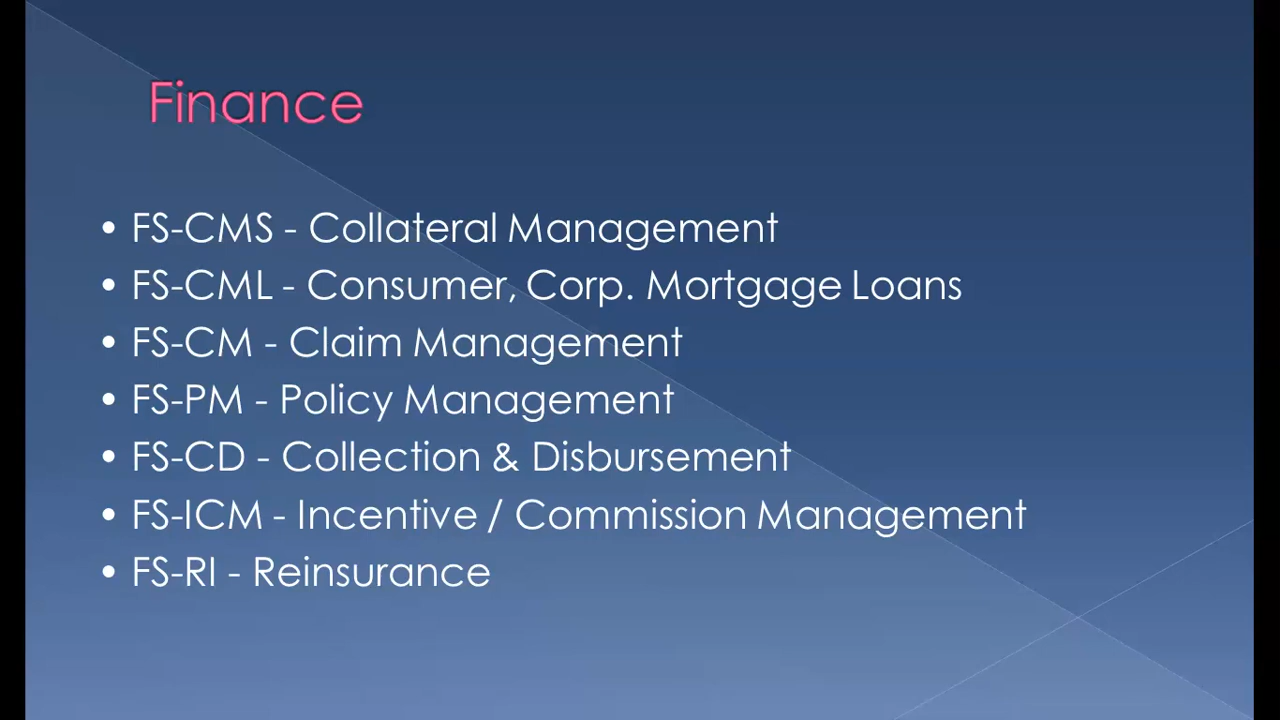 Finance
• FS-CMS - Collateral Management
• FS-CML - Consumer, Corp. Mortgage Loans
• FS-CM - Claim Management
• FS-PM - Policy Management
• FS-CD - Collection & Disbursement
• FS-ICM - Incentive / Commission Management
• FS-RI - Reinsurance